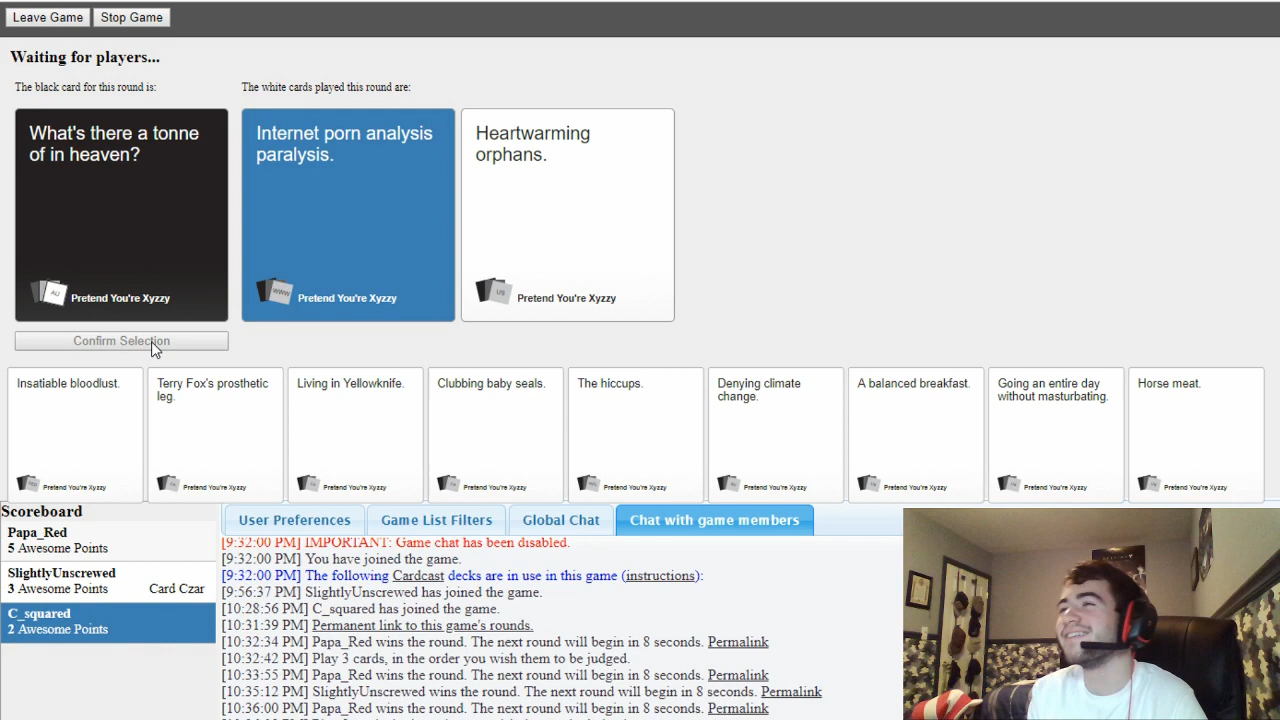 Leave Game
Stop Game
Waiting for players...
The black card for this round is:
The white cards played this round are:
What's there a tonne
of in heaven?
AU
Pretend You're Xyzzy
Internet porn analysis
paralysis.
WWW
Pretend You're Xyzzy
Heartwarming
orphans.
US
Pretend You're Xyzzy
Confirm Selection
Insatiable bloodlust.
Pretend You're Xyzzy
Terry Fox's prosthetic
leg.
Pretend You're Xyzzy
Living in Yellowknife.
Pretend You're Xyzzy
Clubbing baby seals.
Pretend You're Xyzzy
The hiccups.
Pretend You're Xyzzy
Denying climate
change.
Pretend You're Xyzzy
A balanced breakfast.
Pretend You're Xyzzy
Going an entire day
without masturbating.
Pretend You're Xyzzy
Horse meat.
Pretend You're Xyzzy
Scoreboard
Papa_Red
5 Awesome Points
SlightlyUnscrewed
3 Awesome Points
Card Czar
C_squared
2 Awesome Points
User Preferences
Game List Filters
Global Chat
Chat with game members
[9:32:00 PM] IMPORTANT: Game chat has been disabled.
[9:32:00 PM] You have joined the game.
[9:32:00 PM] The following Cardcast decks are in use in this game (instructions):
[9:56:37 PM] SlightlyUnscrewed has joined the game.
[10:28:56 PM] C_squared has joined the game.
[10:31:39 PM] Permanent link to this game's rounds.
[10:32:34 PM] Papa_Red wins the round. The next round will begin in 8 seconds. Permalink
[10:32:42 PM] Play 3 cards, in the order you wish them to be judged.
[10:33:55 PM] Papa_Red wins the round. The next round will begin in 8 seconds. Permalink
[10:35:12 PM] SlightlyUnscrewed wins the round. The next round will begin in 8 seconds. Permalink
[10:36:00 PM] Papa_Red wins the round. The next round will begin in 8 seconds. Permalink